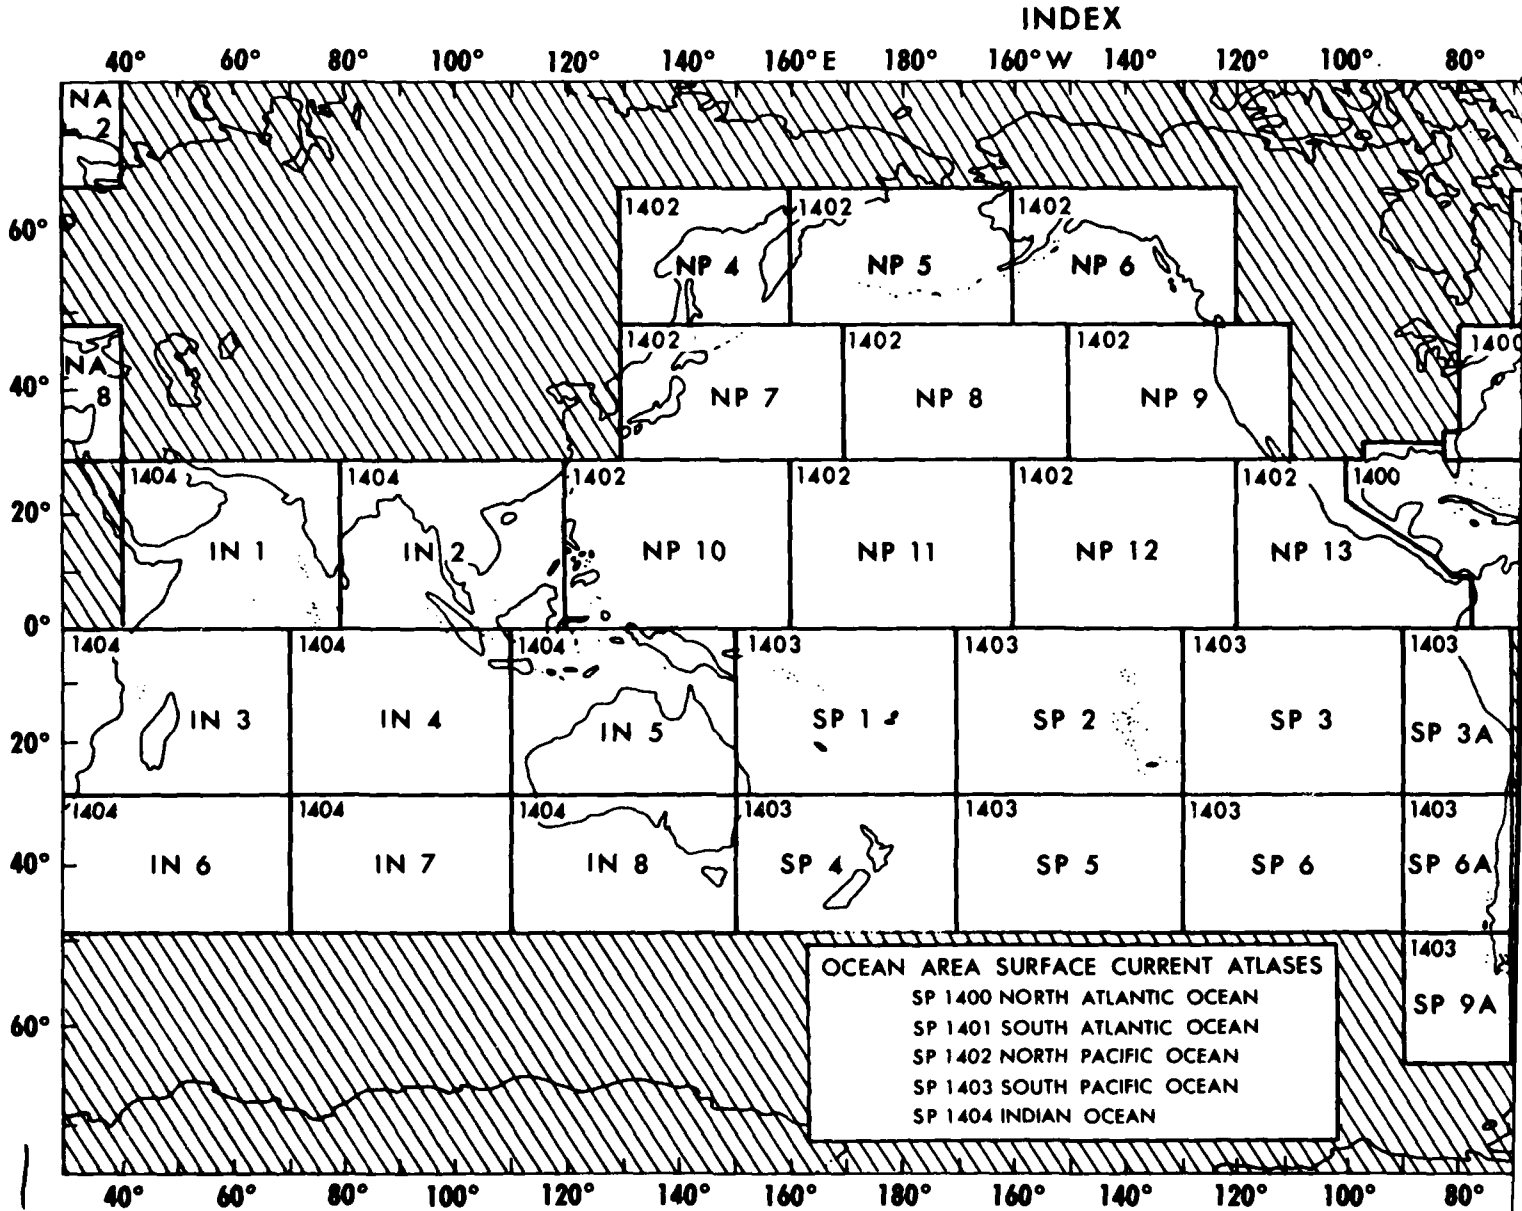 INDEX
40° 60° 80° 100° 120° 140° 160° E 180° 160° W 140° 120° 100° 80°
NA
2
60°
1402 1402 1402
NP 4 NP 5 NP 6
1402 1402 1402 1400
NA
8
40°
NP 7 NP 8 NP 9
1404 1404 1402 1402 1402 1402 1400
20°
IN 1 IN 2 NP 10 NP 11 NP 12 NP 13
0°
1404 1404 1404 1403 1403 1403 1403
IN 3 IN 4 IN 5 SP 1 SP 2 SP 3 SP 3A
20°
1404 1404 1404 1403 1403 1403 1403
40°
IN 6 IN 7 IN 8 SP 4 SP 5 SP 6 SP 6A
1403
SP 9A
60°
OCEAN AREA SURFACE CURRENT ATLASES
SP 1400 NORTH ATLANTIC OCEAN
SP 1401 SOUTH ATLANTIC OCEAN
SP 1402 NORTH PACIFIC OCEAN
SP 1403 SOUTH PACIFIC OCEAN
SP 1404 INDIAN OCEAN
40° 60° 80° 100° 120° 140° 160° 180° 160° 140° 120° 100° 80°